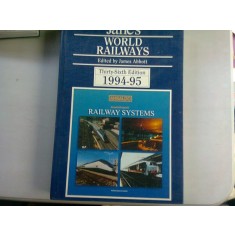 Jane's
WORLD
RAILWAYS
Edited by James Abbott
Thirty-Sixth Edition
1994-95
RAILWAY SYSTEMS